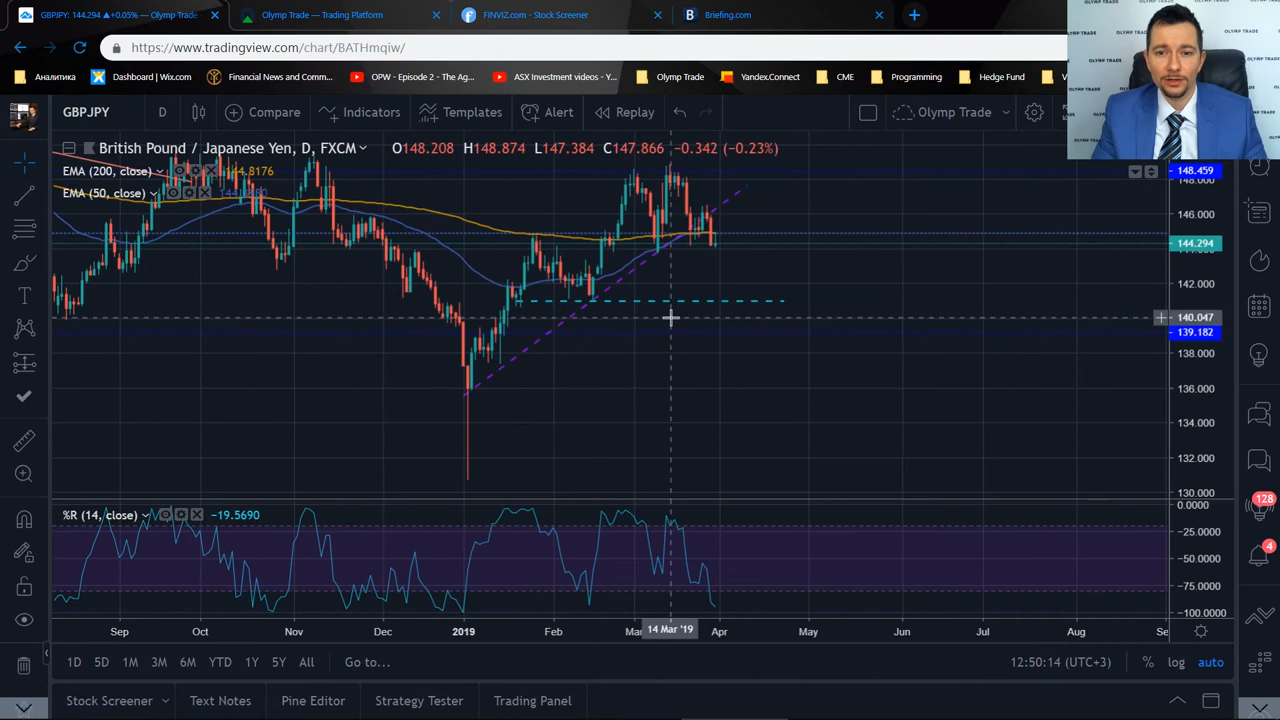 GBPJPY: 144.294 ▲+0.05% — Olymp Trade
Olymp Trade — Trading Platform
FINVIZ.com - Stock Screener
Briefing.com
https://www.tradingview.com/chart/BATHmqiw/
Аналитика
Dashboard | Wix.com
Financial News and Comm...
OPW - 5.1 - The Ag...
ASX Investment videos - Y...
Olymp Trade
Yandex.Connect
CME
Programming
Hedge Fund
GBPJPY
D
Compare
Indicators
Templates
Alert
Replay
Olymp Trade
British Pound / Japanese Yen, D, FXCM
O148.208 H148.874 L147.384 C147.866 −0.342 (−0.23%)
EMA (200, close)
144.8176
EMA (50, close)
148.459
148.000
146.000
144.294
142.000
140.047
139.182
138.000
136.000
134.000
132.000
130.000
%R (14, close)
−19.5690
0.0000
−25.0000
−50.0000
−75.0000
−100.0000
Sep
Oct
Nov
Dec
2019
Feb
14 Mar '19
Apr
May
Jun
Jul
Aug
1D
5D
1M
3M
6M
YTD
1Y
5Y
All
Go to...
12:50:14 (UTC+3)
%
log
auto
Stock Screener
Text Notes
Pine Editor
Strategy Tester
Trading Panel
128
4
OLYMP TRADE